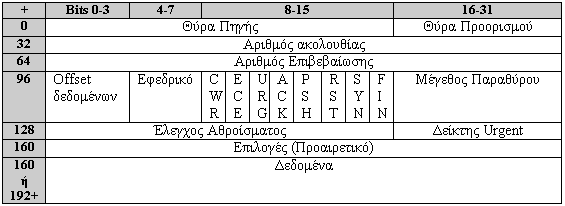 + Bits 0-3 4-7 8-15 16-31
0 Θύρα Πηγής Θύρα Προορισμού
32 Αριθμός ακολουθίας
64 Αριθμός Επιβεβαίωσης
96 Offset δεδομένων Εφεδρικό CWR ECE URG ACK PSH RST SYN FIN Μέγεθος Παραθύρου
128 Έλεγχος Αθροίσματος Δείκτης Urgent
160 Επιλογές (Προαιρετικό)
160 ή 192+ Δεδομένα